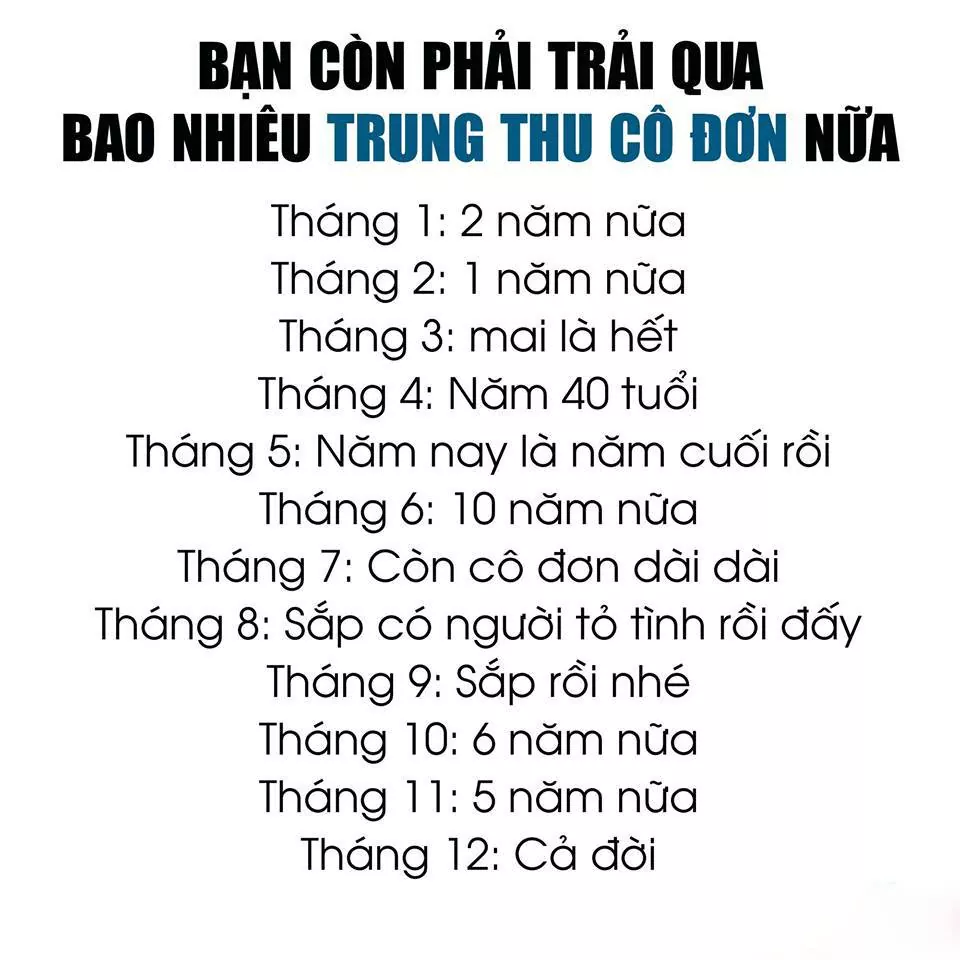 BẠN CÒN PHẢI TRẢI QUA
BAO NHIÊU TRUNG THU CÔ ĐƠN NỮA
Tháng 1: 2 năm nữa
Tháng 2: 1 năm nữa
Tháng 3: mai là hết
Tháng 4: Năm 40 tuổi
Tháng 5: Năm nay là năm cuối rồi
Tháng 6: 10 năm nữa
Tháng 7: Còn cô đơn dài dài
Tháng 8: Sắp có người tỏ tình rồi đấy
Tháng 9: Sắp rồi nhé
Tháng 10: 6 năm nữa
Tháng 11: 5 năm nữa
Tháng 12: Cả đời